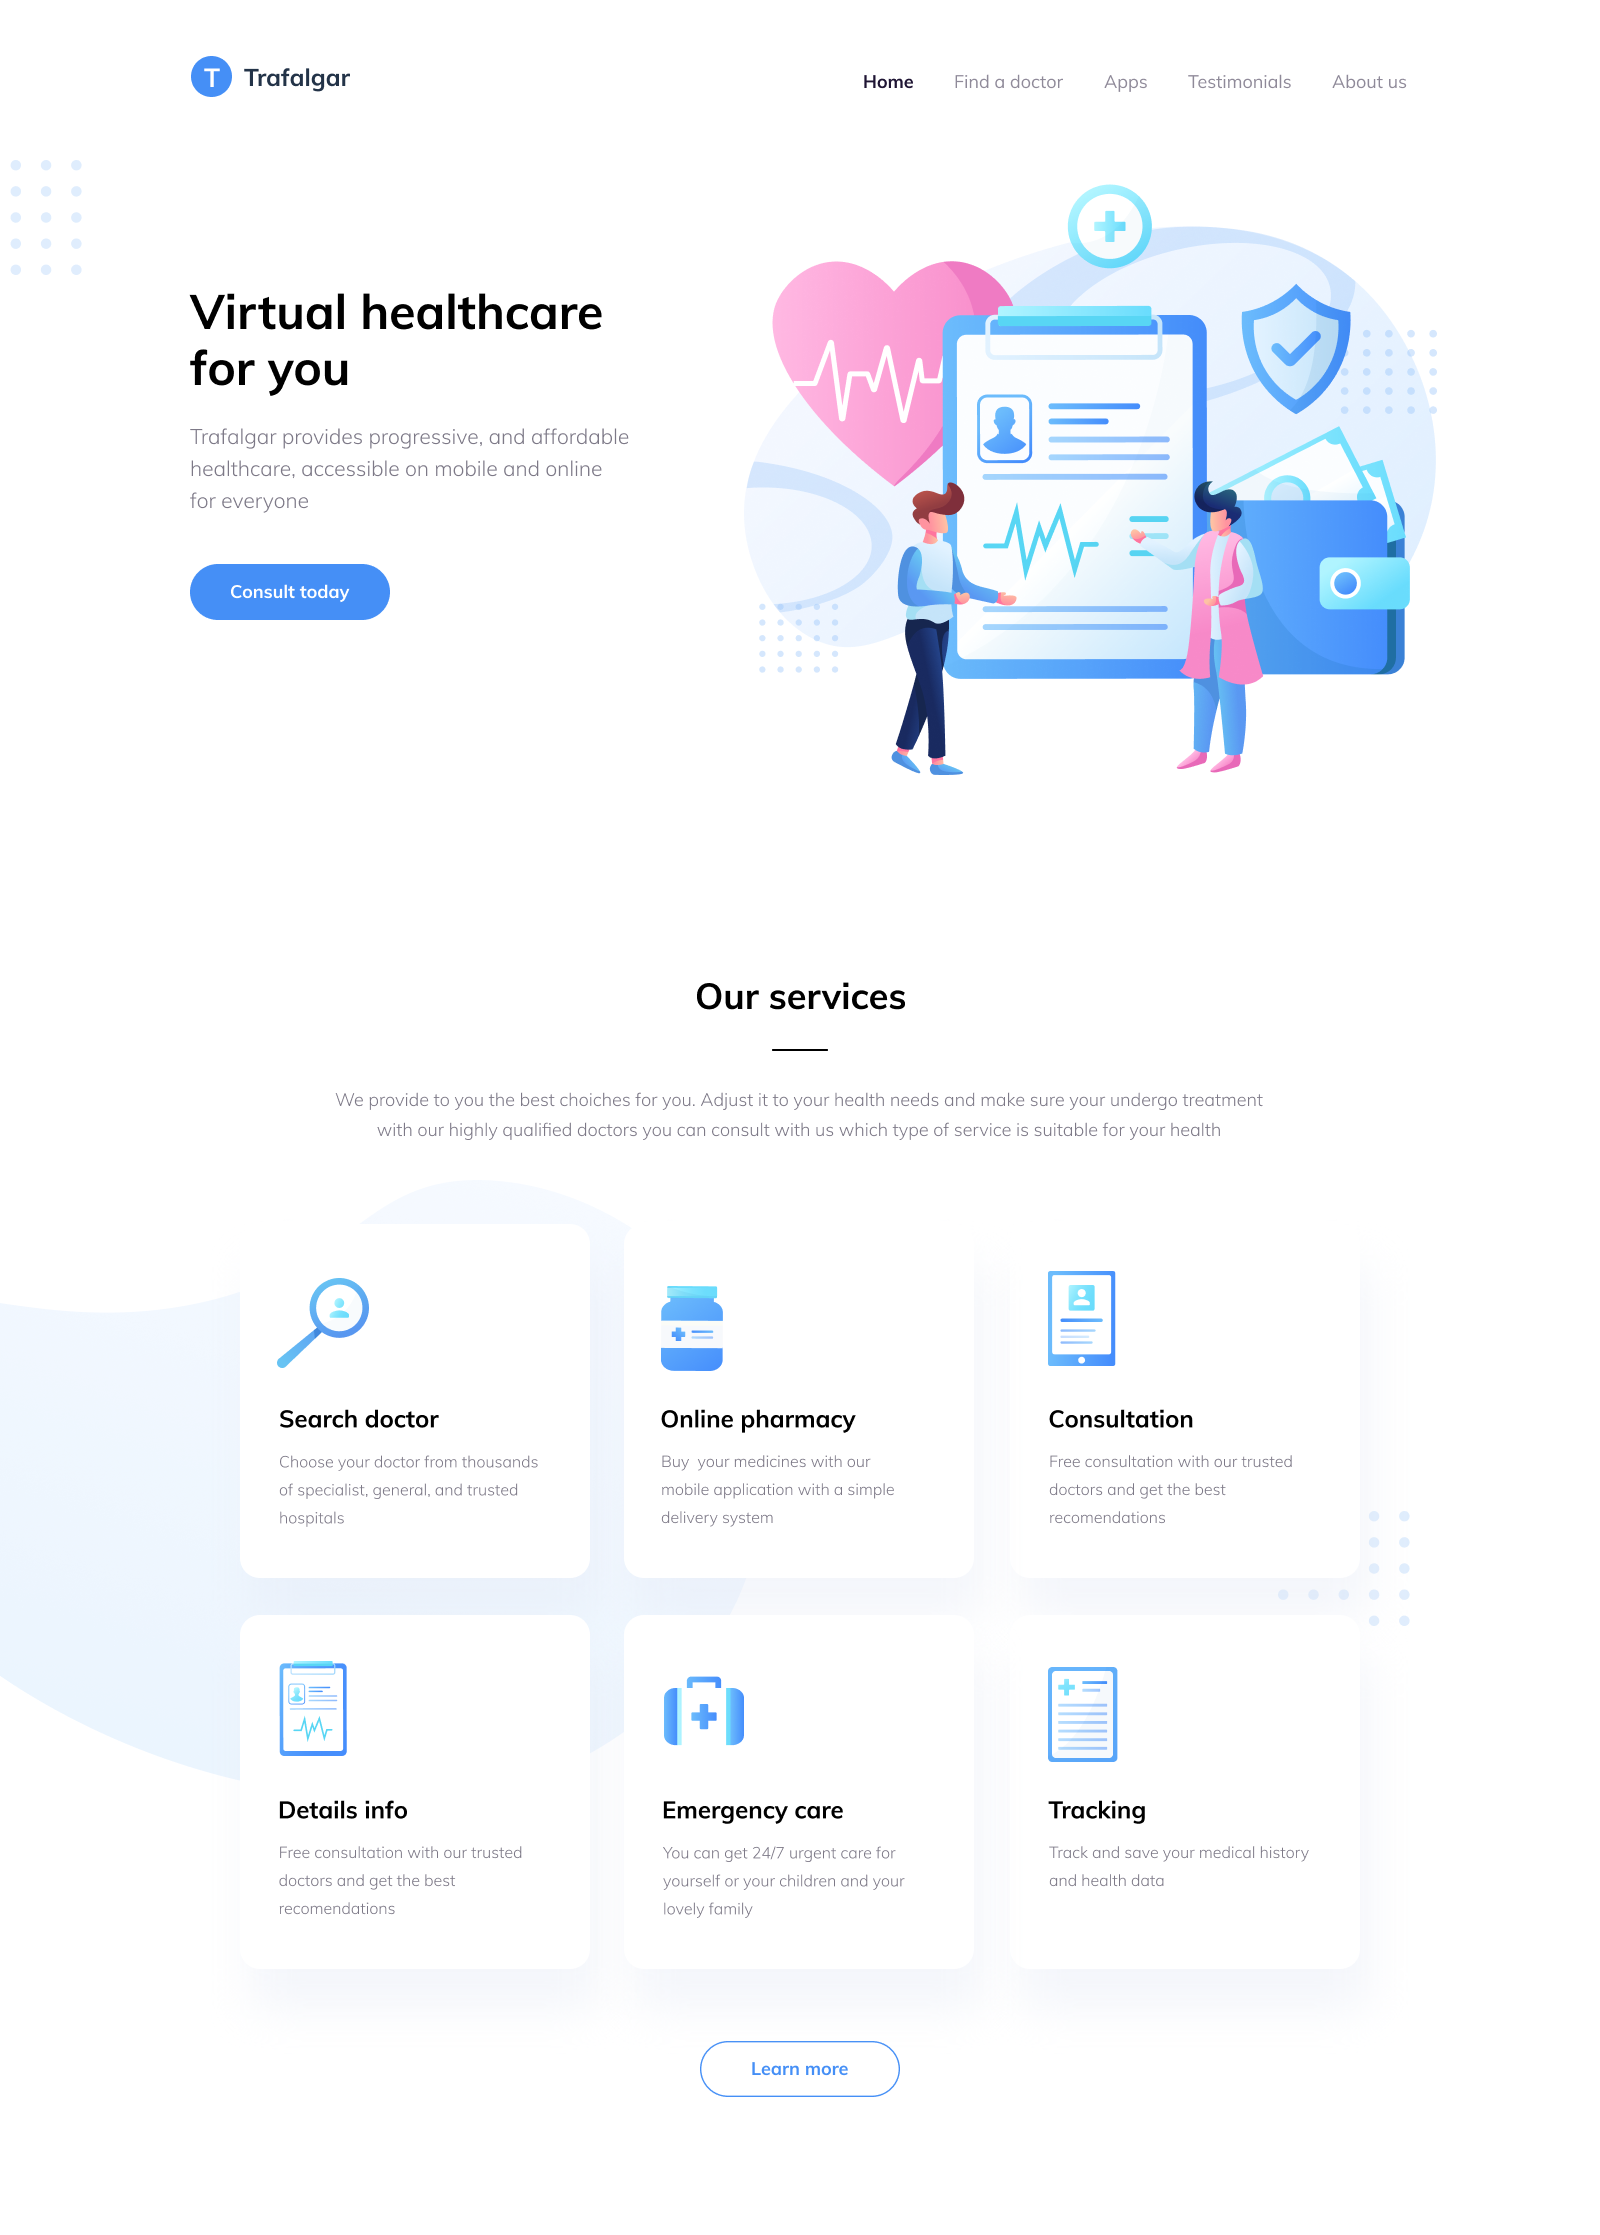 T Trafalgar
Home Find a doctor Apps Testimonials About us
Virtual healthcare
for you
Trafalgar provides progressive, and affordable
healthcare, accessible on mobile and online
for everyone
Consult today
Our services
We provide to you the best choiches for you. Adjust it to your health needs and make sure your undergo treatment
with our highly qualified doctors you can consult with us which type of service is suitable for your health
Search doctor
Choose your doctor from thousands
of specialist, general, and trusted
hospitals
Online pharmacy
Buy  your medicines with our
mobile application with a simple
delivery system
Consultation
Free consultation with our trusted
doctors and get the best
recomendations
Details info
Free consultation with our trusted
doctors and get the best
recomendations
Emergency care
You can get 24/7 urgent care for
yourself or your children and your
lovely family
Tracking
Track and save your medical history
and health data
Learn more